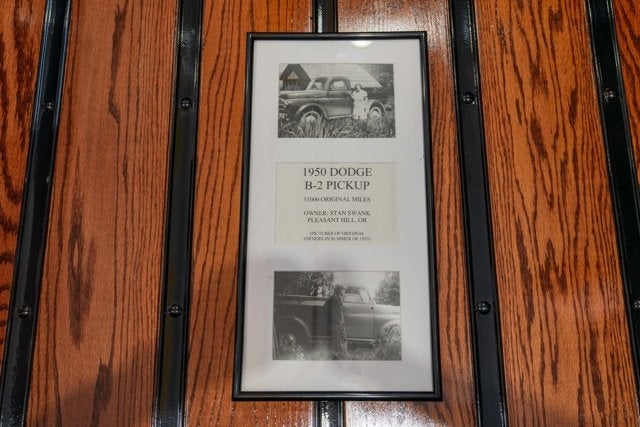 1950 DODGE
B-2 PICKUP
51000 ORIGINAL MILES
OWNER: STAN SWANK
PLEASANT HILL, OR
(PICTURES OF ORIGINAL
OWNERS IN SUMMER OF 1951)